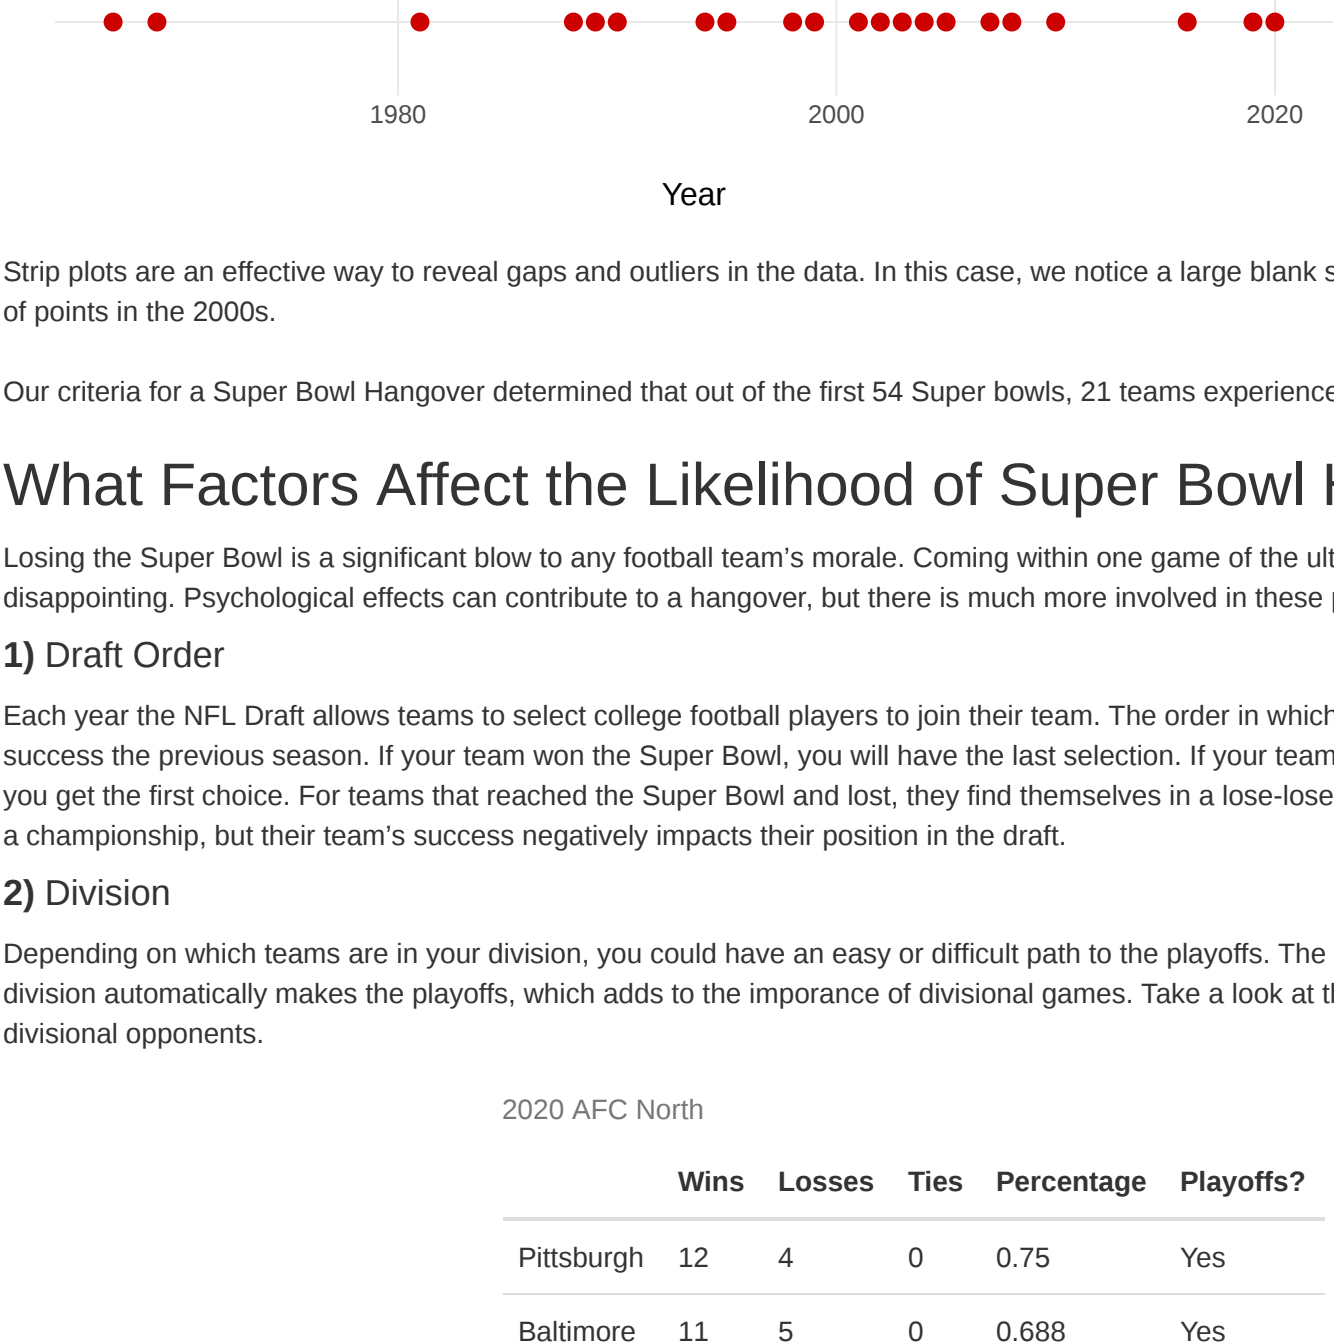 1980 2000 2020
Year
Strip plots are an effective way to reveal gaps and outliers in the data. In this case, we notice a large blank
of points in the 2000s.
Our criteria for a Super Bowl Hangover determined that out of the first 54 Super bowls, 21 teams experience
What Factors Affect the Likelihood of Super Bowl
Losing the Super Bowl is a significant blow to any football team’s morale. Coming within one game of the ult
disappointing. Psychological effects can contribute to a hangover, but there is much more involved in these
1) Draft Order
Each year the NFL Draft allows teams to select college football players to join their team. The order in which
success the previous season. If your team won the Super Bowl, you will have the last selection. If your team
you get the first choice. For teams that reached the Super Bowl and lost, they find themselves in a lose-lose
a championship, but their team’s success negatively impacts their position in the draft.
2) Division
Depending on which teams are in your division, you could have an easy or difficult path to the playoffs. The
division automatically makes the playoffs, which adds to the imporance of divisional games. Take a look at
divisional opponents.
2020 AFC North
Wins Losses Ties Percentage Playoffs?
Pittsburgh 12 4 0 0.75 Yes
Baltimore 11 5 0 0.688 Yes